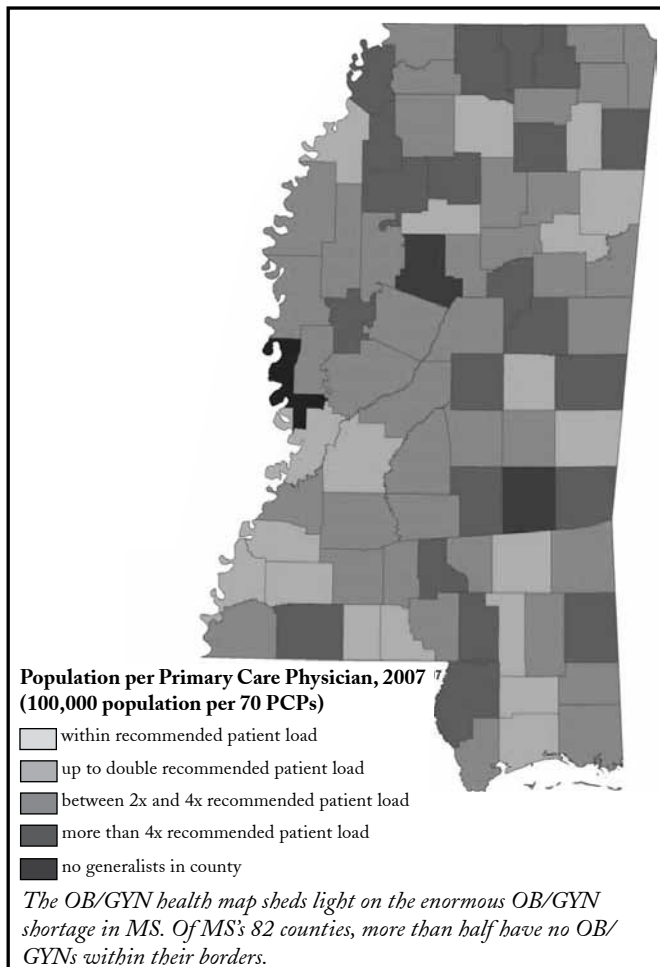 Population per Primary Care Physician, 2007
(100,000 population per 70 PCPs)
within recommended patient load
up to double recommended patient load
between 2x and 4x recommended patient load
more than 4x recommended patient load
no generalists in county
The OB/GYN health map sheds light on the enormous OB/GYN
shortage in MS. Of MS's 82 counties, more than half have no OB/
GYNs within their borders.